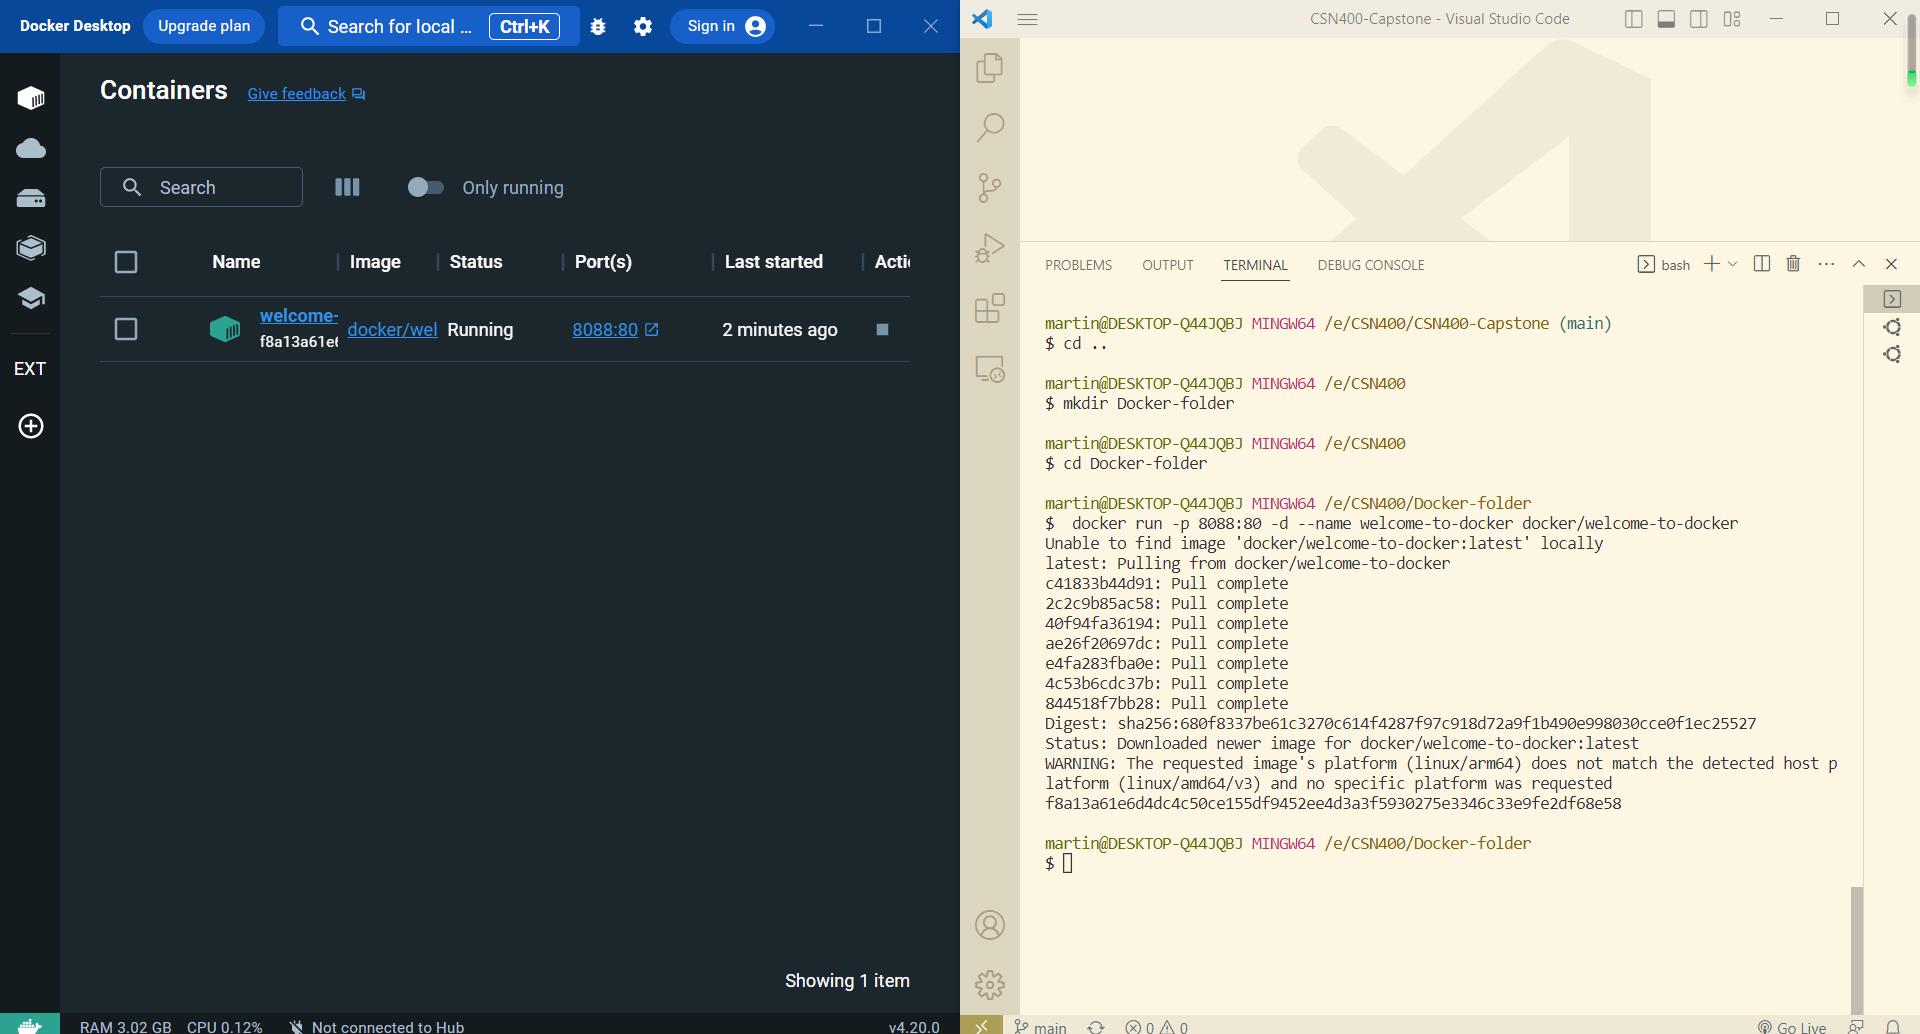 Docker Desktop
Upgrade plan
Search for local ...
Ctrl+K
Sign in
Containers
Give feedback
Search
Only running
Name
Image
Status
Port(s)
Last started
Acti
welcome-
f8a13a61e6
docker/wel
Running
8088:80
2 minutes ago
EXT
Showing 1 item
RAM 3.02 GB CPU 0.12% Not connected to Hub
v4.20.0
CSN400-Capstone - Visual Studio Code
PROBLEMS OUTPUT TERMINAL DEBUG CONSOLE
bash
martin@DESKTOP-Q44JQBJ MINGW64 /e/CSN400/CSN400-Capstone (main)
$ cd ..
martin@DESKTOP-Q44JQBJ MINGW64 /e/CSN400
$ mkdir Docker-folder
martin@DESKTOP-Q44JQBJ MINGW64 /e/CSN400
$ cd Docker-folder
martin@DESKTOP-Q44JQBJ MINGW64 /e/CSN400/Docker-folder
$  docker run -p 8088:80 -d --name welcome-to-docker docker/welcome-to-docker
Unable to find image 'docker/welcome-to-docker:latest' locally
latest: Pulling from docker/welcome-to-docker
c41833b44d91: Pull complete
2c2c9b85ac58: Pull complete
40f94fa36194: Pull complete
ae26f20697dc: Pull complete
e4fa283fba0e: Pull complete
4c53b6cdc37b: Pull complete
844518f7bb28: Pull complete
Digest: sha256:680f8337be61c3270c614f4287f97c918d72a9f1b490e998030cce0f1ec25527
Status: Downloaded newer image for docker/welcome-to-docker:latest
WARNING: The requested image's platform (linux/arm64) does not match the detected host p
latform (linux/amd64/v3) and no specific platform was requested
f8a13a61e6d4dc4c50ce155df9452ee4d3a3f5930275e3346c33e9fe2df68e58
martin@DESKTOP-Q44JQBJ MINGW64 /e/CSN400/Docker-folder
$
main
0
0
Go Live